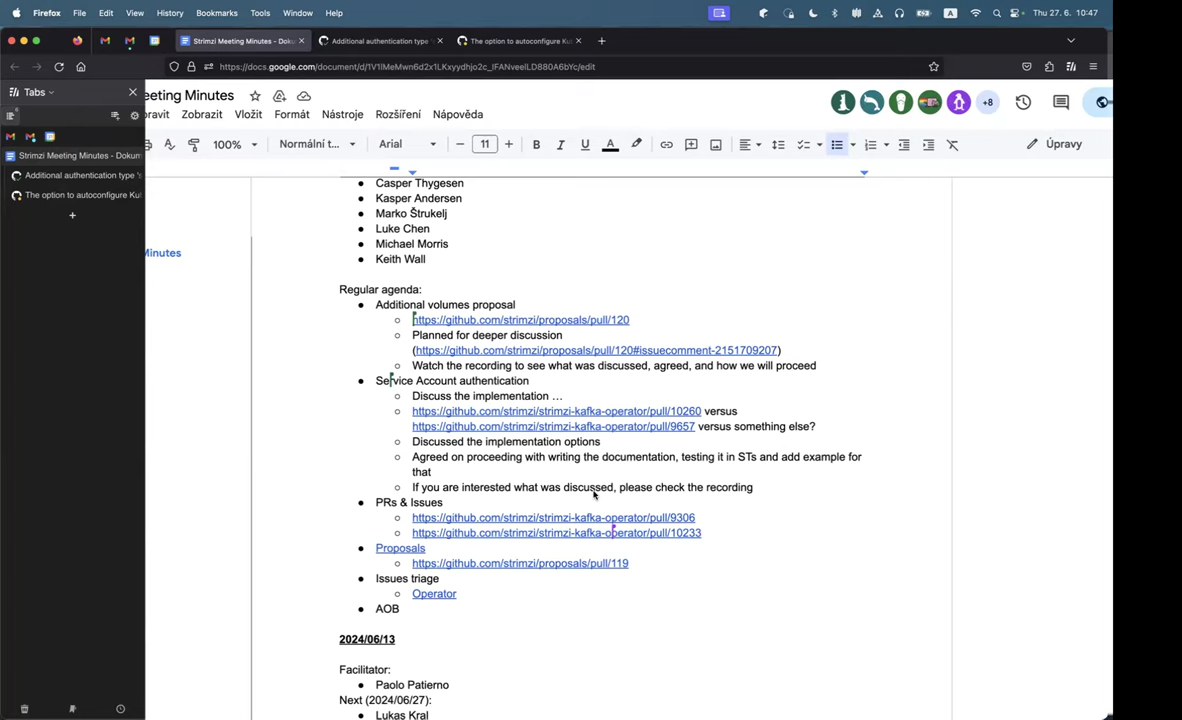 Firefox File Edit View History Bookmarks Tools Window Help A Thu 27. 6. 10:47
Strimzi Meeting Minutes - Doku Additional authentication type ' The option to autoconfigure Kub
https://docs.google.com/document/d/1V1lMeMwn6d2x1LKxyydhjo2c_IFANveelLD880A6bYc/edit
Tabs
eeting Minutes
+8
pravit Zobrazit Vložit Formát Nástroje Rozšíření Nápověda
100% Normální t... Arial 11 B I U A Úpravy
Strimzi Meeting Minutes - Dokum
Additional authentication type 's
The option to autoconfigure Kul
Minutes
Casper Thygesen
Kasper Andersen
Marko Štrukelj
Luke Chen
Michael Morris
Keith Wall
Regular agenda:
Additional volumes proposal
https://github.com/strimzi/proposals/pull/120
Planned for deeper discussion
(https://github.com/strimzi/proposals/pull/120#issuecomment-2151709207)
Watch the recording to see what was discussed, agreed, and how we will proceed
Service Account authentication
Discuss the implementation …
https://github.com/strimzi/strimzi-kafka-operator/pull/10260 versus
https://github.com/strimzi/strimzi-kafka-operator/pull/9657 versus something else?
Discussed the implementation options
Agreed on proceeding with writing the documentation, testing it in STs and add example for
that
If you are interested what was discussed, please check the recording
PRs & Issues
https://github.com/strimzi/strimzi-kafka-operator/pull/9306
https://github.com/strimzi/strimzi-kafka-operator/pull/10233
Proposals
https://github.com/strimzi/proposals/pull/119
Issues triage
Operator
AOB
2024/06/13
Facilitator:
Paolo Patierno
Next (2024/06/27):
Lukas Kral